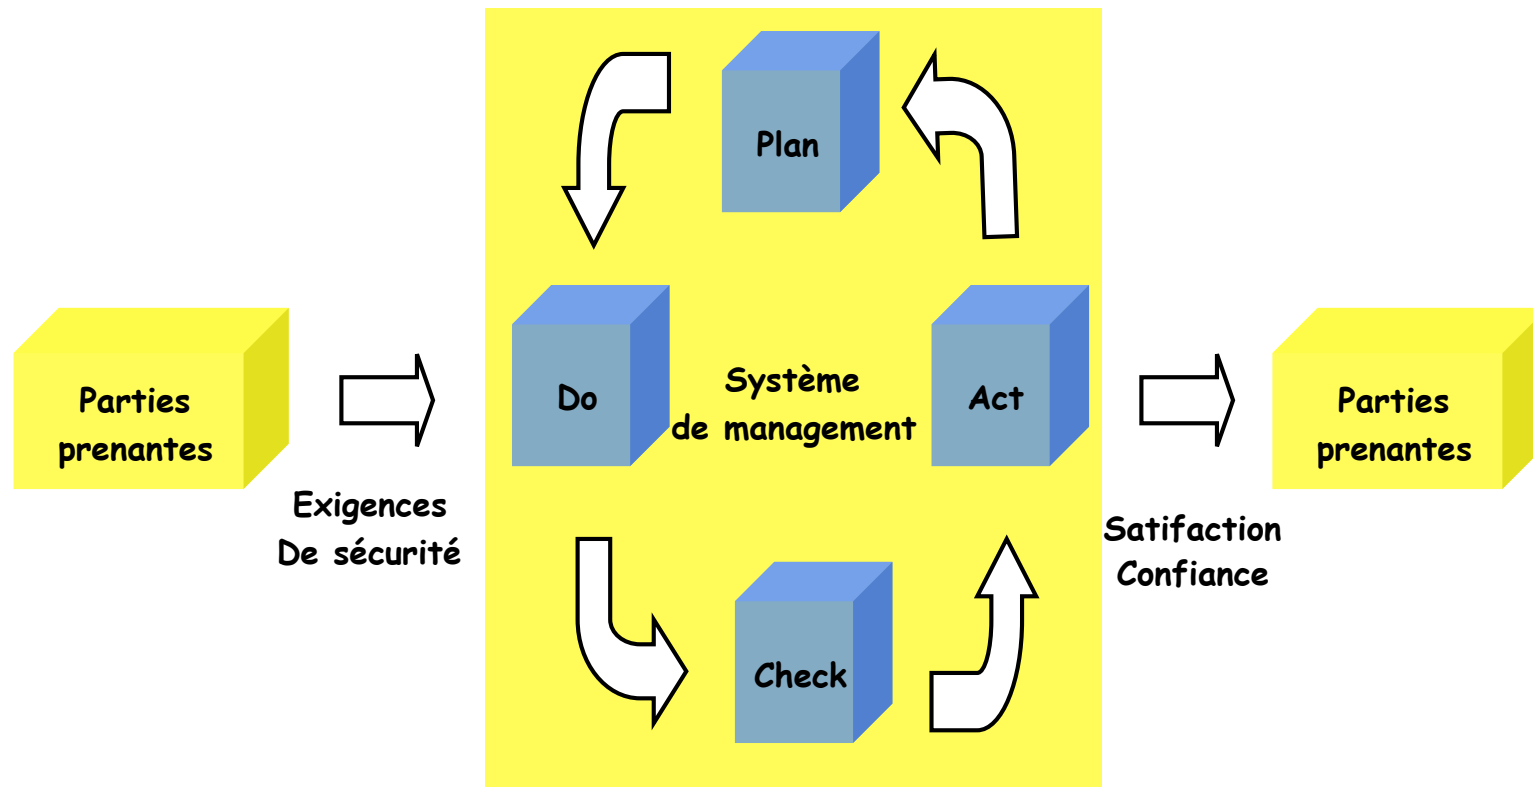 Plan
Parties
prenantes
Exigences
De sécurité
Do
Système
de management
Act
Check
Satifaction
Confiance
Parties
prenantes